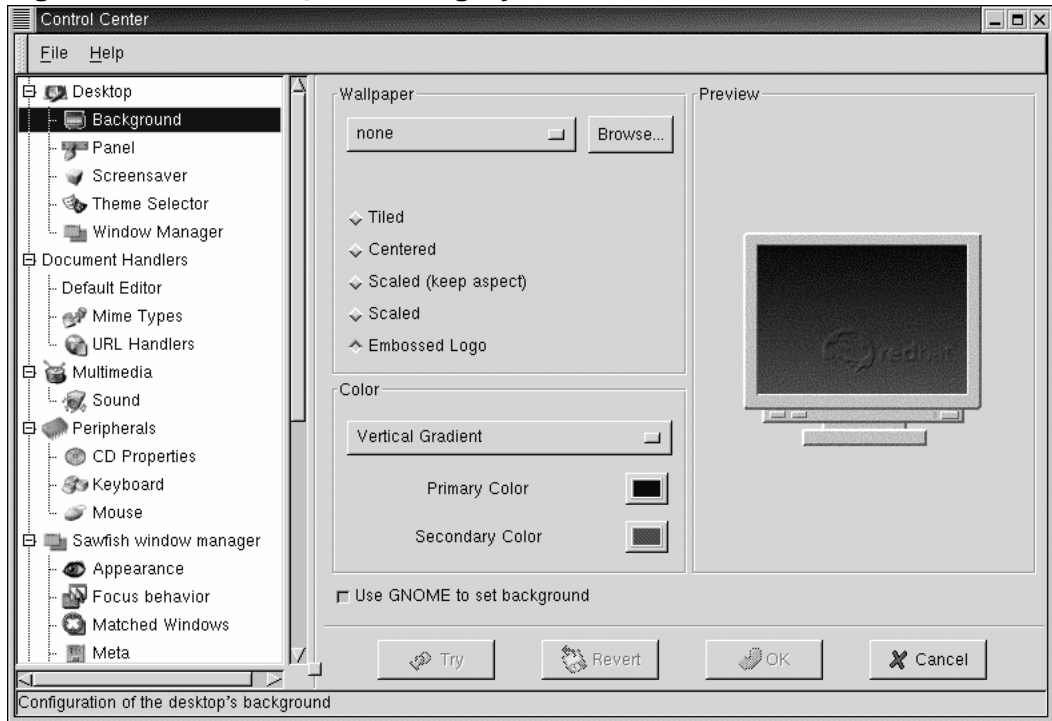 Control Center
File Help
Desktop
Background
Panel
Screensaver
Theme Selector
Window Manager
Document Handlers
Default Editor
Mime Types
URL Handlers
Multimedia
Sound
Peripherals
CD Properties
Keyboard
Mouse
Sawfish window manager
Appearance
Focus behavior
Matched Windows
Meta
Wallpaper
none Browse...
Tiled
Centered
Scaled (keep aspect)
Scaled
Embossed Logo
Color
Vertical Gradient
Primary Color
Secondary Color
Preview
redhat
Use GNOME to set background
Try Revert OK Cancel
Configuration of the desktop's background